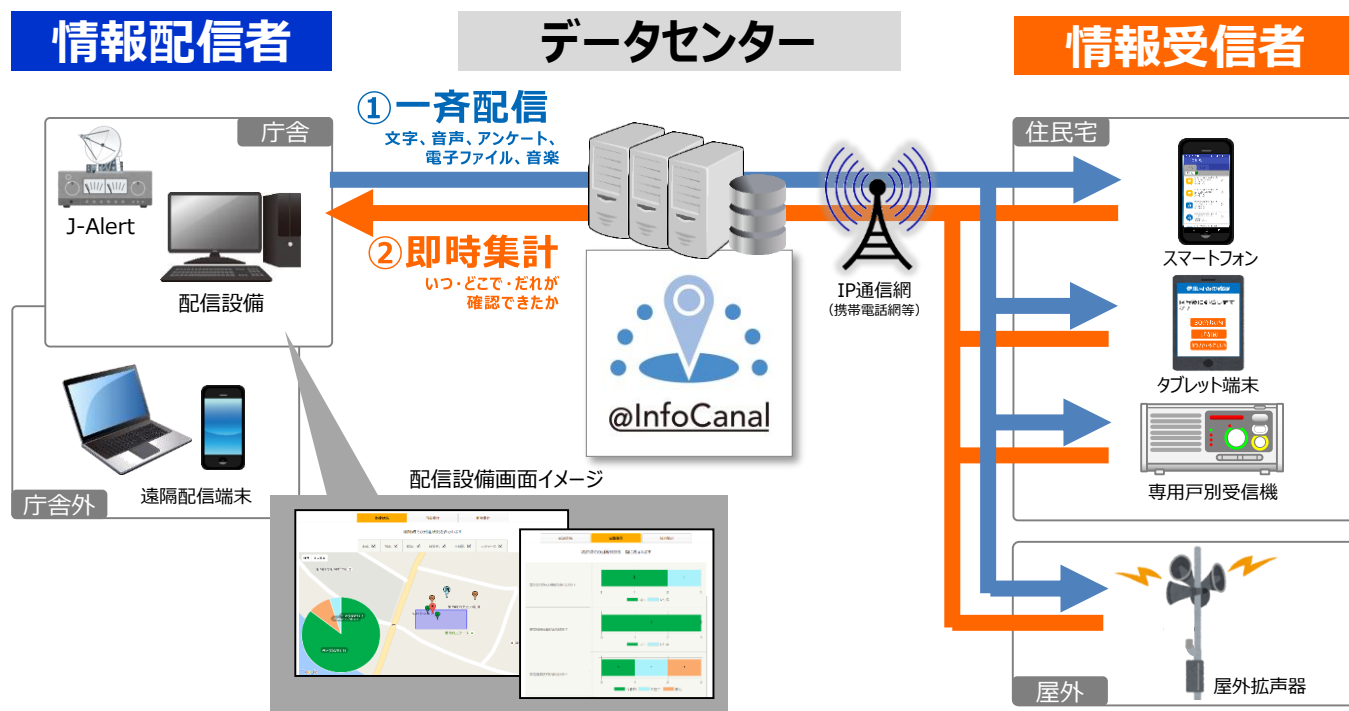 情報配信者
データセンター
情報受信者
庁舎
J-Alert
配信設備
庁舎外
遠隔配信端末
①一斉配信
文字、音声、アンケート、
電子ファイル、音楽
②即時集計
いつ・どこで・だれが
確認できたか
@InfoCanal
IP通信網
(携帯電話網等)
住民宅
スマートフォン
タブレット端末
専用戸別受信機
屋外
屋外拡声器
配信設備画面イメージ